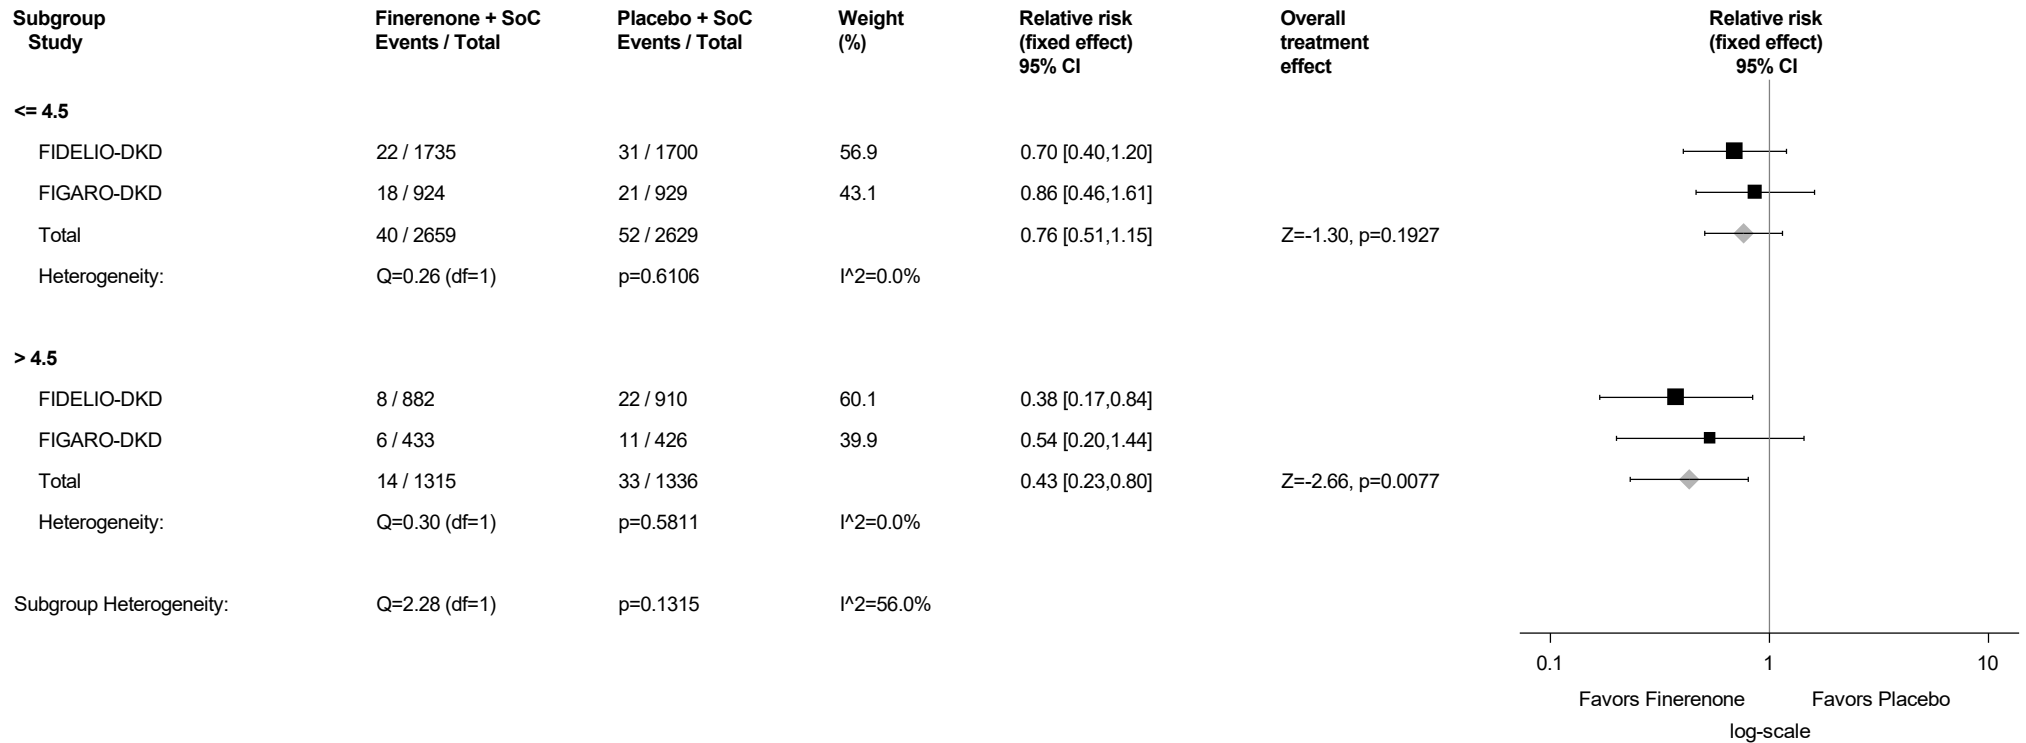 Subgroup Finerenone + SoC Placebo + SoC Weight Relative risk Overall Relative risk
Study Events / Total Events / Total (%) (fixed effect) treatment (fixed effect)
95% CI effect 95% CI
<= 4.5
FIDELIO-DKD 22 / 1735 31 / 1700 56.9 0.70 [0.40,1.20]
FIGARO-DKD 18 / 924 21 / 929 43.1 0.86 [0.46,1.61]
Total 40 / 2659 52 / 2629 0.76 [0.51,1.15] Z=-1.30, p=0.1927
Heterogeneity: Q=0.26 (df=1) p=0.6106 I^2=0.0%
> 4.5
FIDELIO-DKD 8 / 882 22 / 910 60.1 0.38 [0.17,0.84]
FIGARO-DKD 6 / 433 11 / 426 39.9 0.54 [0.20,1.44]
Total 14 / 1315 33 / 1336 0.43 [0.23,0.80] Z=-2.66, p=0.0077
Heterogeneity: Q=0.30 (df=1) p=0.5811 I^2=0.0%
Subgroup Heterogeneity: Q=2.28 (df=1) p=0.1315 I^2=56.0%
0.1 1 10
Favors Finerenone Favors Placebo
log-scale